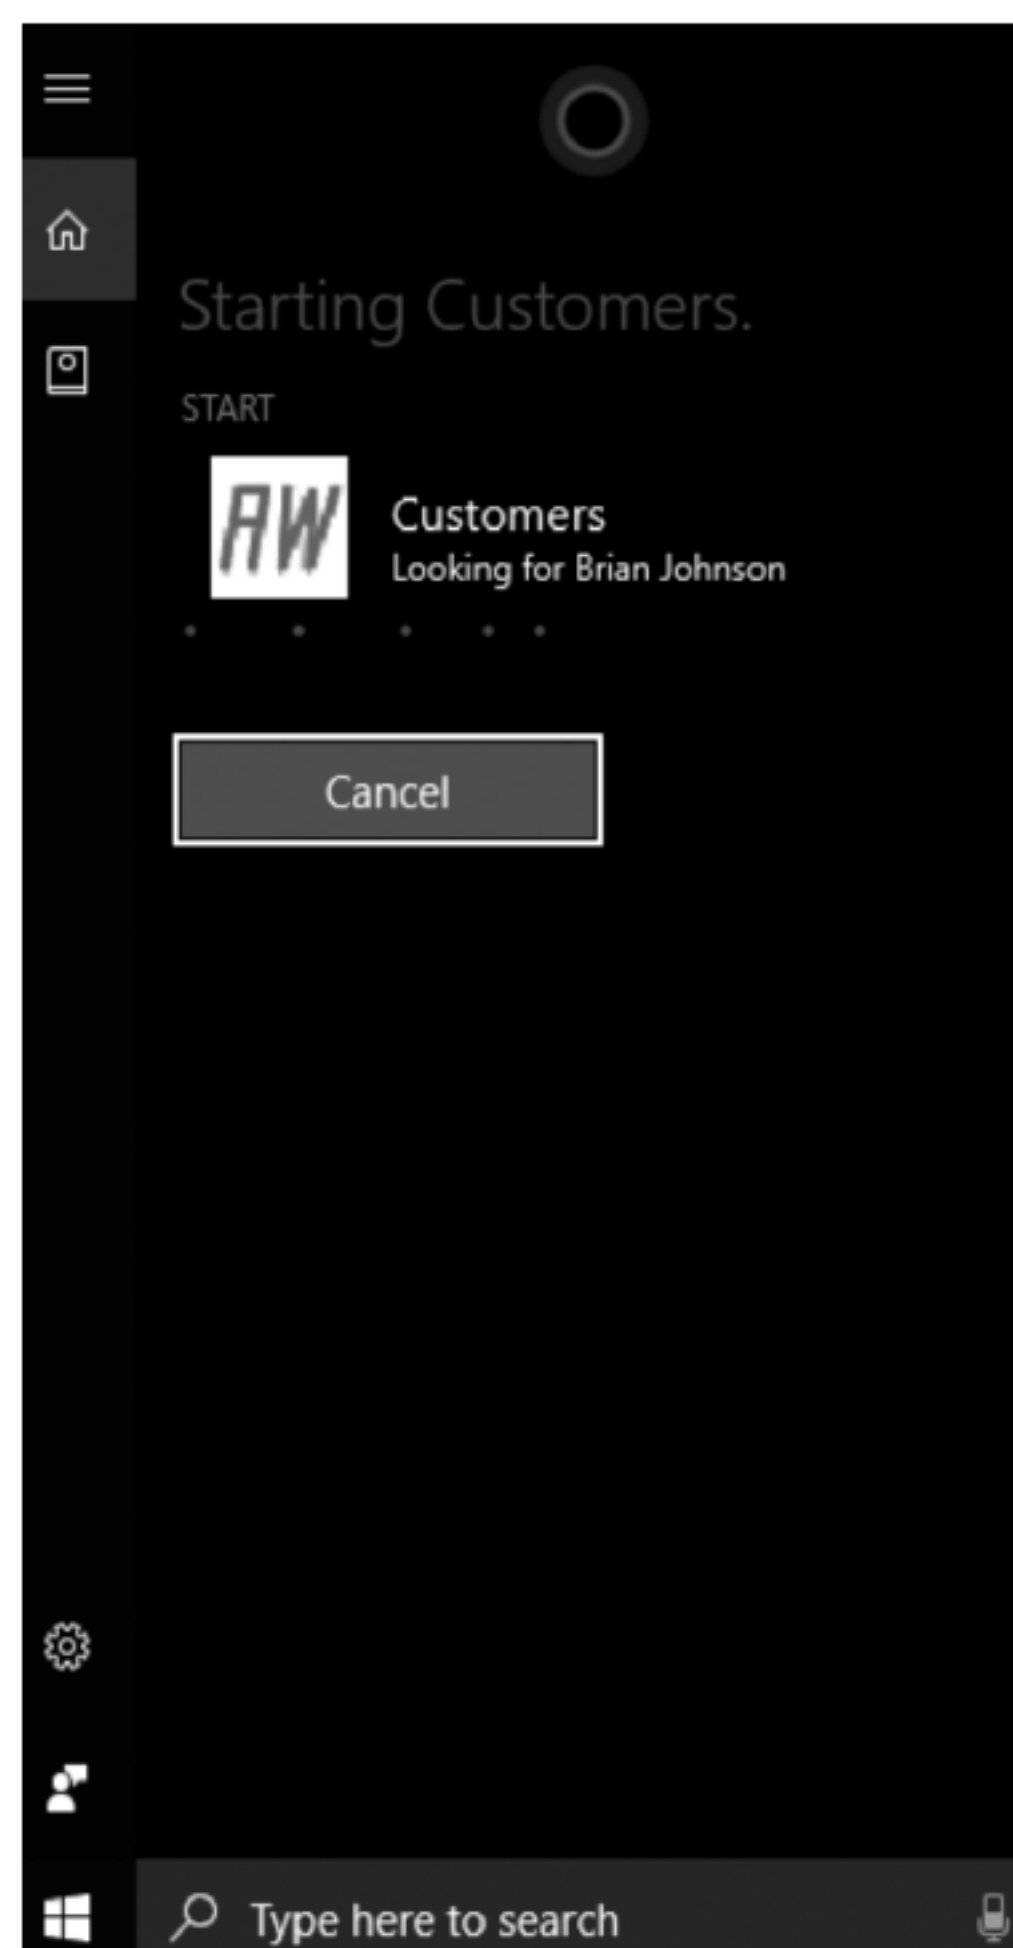 Starting Customers.
START
AW
Customers
Looking for Brian Johnson
Cancel
Type here to search